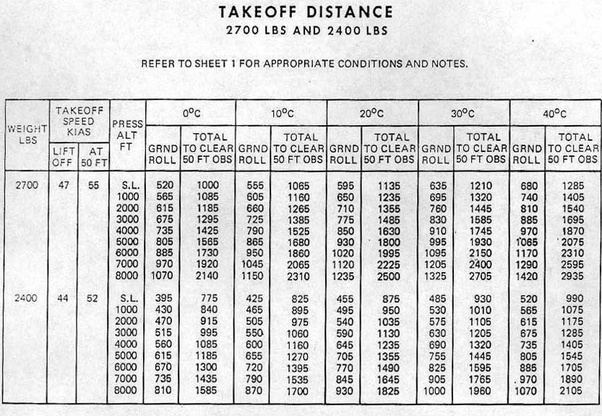 TAKEOFF DISTANCE
2700 LBS AND 2400 LBS
REFER TO SHEET 1 FOR APPROPRIATE CONDITIONS AND NOTES.
WEIGHT LBS TAKEOFF SPEED KIAS PRESS ALT FT 0°C 10°C 20°C 30°C 40°C
LIFT OFF AT 50 FT GRND ROLL TOTAL TO CLEAR 50 FT OBS GRND ROLL TOTAL TO CLEAR 50 FT OBS GRND ROLL TOTAL TO CLEAR 50 FT OBS GRND ROLL TOTAL TO CLEAR 50 FT OBS GRND ROLL TOTAL TO CLEAR 50 FT OBS
2700 47 55 S.L. 520 1000 555 1065 595 1135 635 1210 680 1285
1000 565 1085 605 1160 650 1235 695 1320 740 1405
2000 615 1185 660 1265 710 1355 760 1445 810 1540
3000 675 1295 725 1385 775 1485 830 1585 885 1695
4000 735 1425 790 1525 850 1630 910 1745 970 1870
5000 805 1565 865 1680 930 1800 995 1930 1065 2075
6000 885 1730 950 1860 1020 1995 1095 2150 1170 2310
7000 970 1920 1045 2065 1120 2225 1205 2400 1290 2595
8000 1070 2140 1150 2310 1235 2500 1325 2705 1420 2935
2400 44 52 S.L. 395 775 425 825 455 875 485 930 520 990
1000 430 840 465 895 495 950 530 1010 565 1075
2000 470 915 505 975 540 1035 575 1105 615 1175
3000 515 995 550 1060 590 1130 630 1205 675 1285
4000 560 1085 600 1160 645 1235 690 1320 735 1405
5000 615 1185 655 1270 705 1355 755 1445 805 1545
6000 670 1300 720 1395 770 1490 825 1595 885 1705
7000 735 1435 790 1535 845 1645 905 1765 970 1890
8000 810 1585 870 1700 930 1825 1000 1960 1070 2105